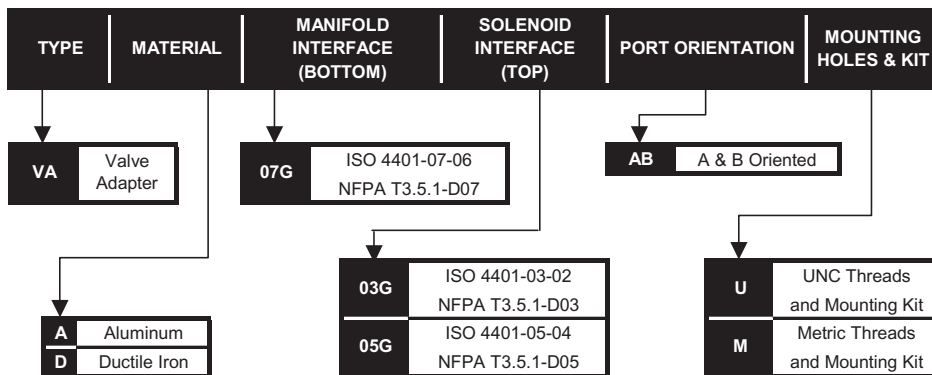 TYPE
MATERIAL
MANIFOLD
INTERFACE
(BOTTOM)
SOLENOID
INTERFACE
(TOP)
PORT ORIENTATION
MOUNTING
HOLES & KIT
VA
Valve
Adapter
07G
ISO 4401-07-06
NFPA T3.5.1-D07
AB
A & B Oriented
A
Aluminum
D
Ductile Iron
03G
ISO 4401-03-02
NFPA T3.5.1-D03
05G
ISO 4401-05-04
NFPA T3.5.1-D05
U
UNC Threads
and Mounting Kit
M
Metric Threads
and Mounting Kit